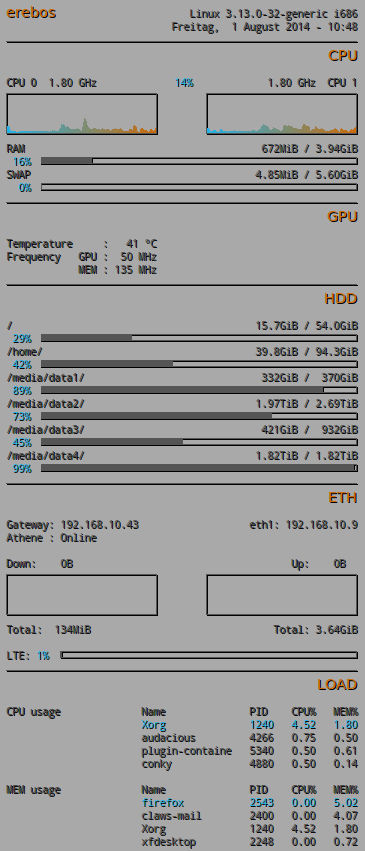 erebos Linux 3.13.0-32-generic i686
Freitag, 1 August 2014 - 10:48
CPU
CPU 0 1.80 GHz 14% 1.80 GHz CPU 1
RAM 672MiB / 3.94GiB
16%
SWAP 4.85MiB / 5.60GiB
0%
GPU
Temperature : 41 °C
Frequency GPU : 50 MHz
MEM : 135 MHz
HDD
/ 15.7GiB / 54.0GiB
29%
/home/ 39.8GiB / 94.3GiB
42%
/media/data1/ 332GiB / 370GiB
89%
/media/data2/ 1.97TiB / 2.69TiB
73%
/media/data3/ 421GiB / 932GiB
45%
/media/data4/ 1.82TiB / 1.82TiB
99%
ETH
Gateway: 192.168.10.43 eth1: 192.168.10.9
Athene : Online
Down: 0B Up: 0B
Total: 134MiB Total: 3.64GiB
LTE: 1%
LOAD
CPU usage Name PID CPU% MEM%
Xorg 1240 4.52 1.80
audacious 4266 0.75 0.50
plugin-containe 5340 0.50 0.61
conky 4880 0.50 0.14
MEM usage Name PID CPU% MEM%
firefox 2543 0.00 5.02
claws-mail 2400 0.00 4.07
Xorg 1240 4.52 1.80
xfdesktop 2248 0.00 0.72